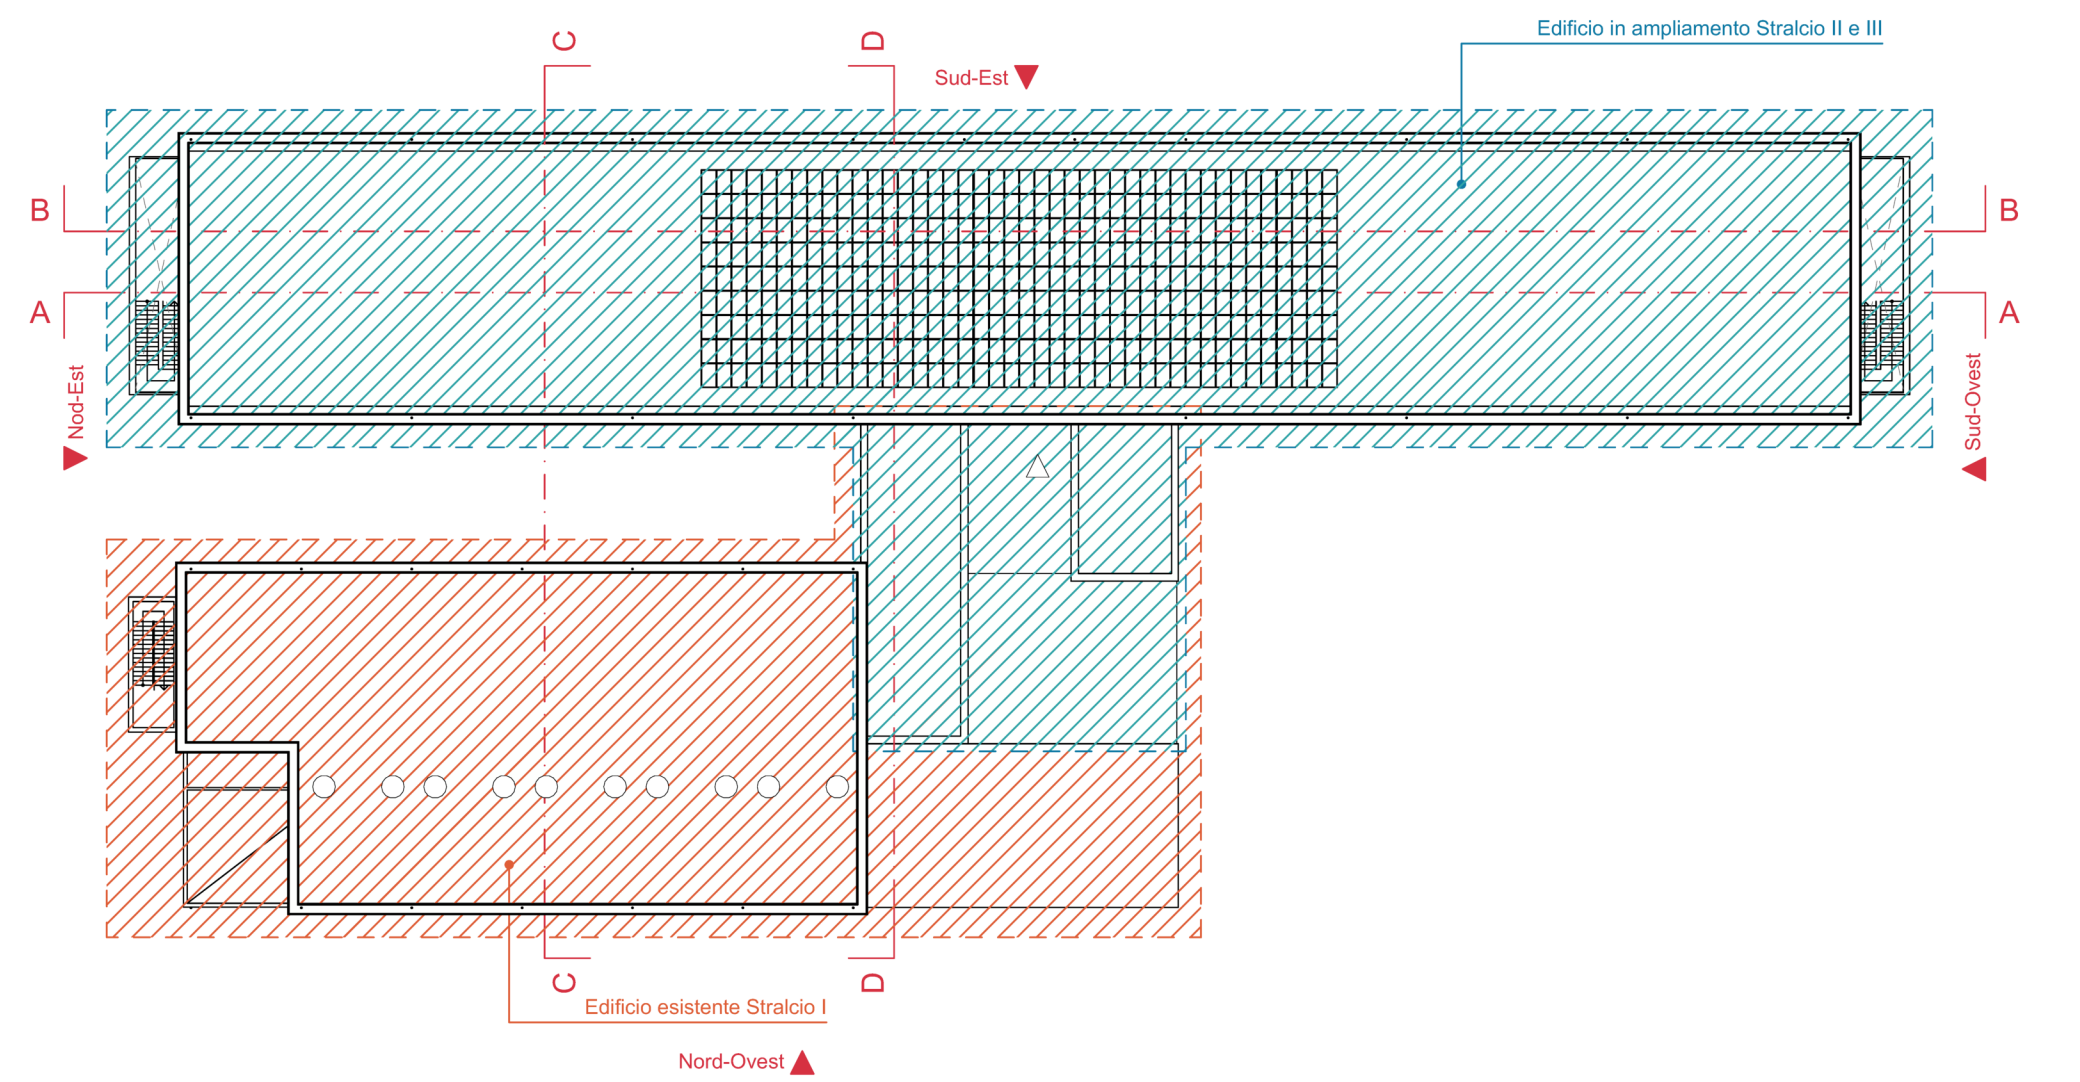 Edificio in ampliamento Stralcio II e III
C
D
Sud-Est
B
B
A
A
Nod-Est
Sud-Ovest
C
D
Edificio esistente Stralcio I
Nord-Ovest